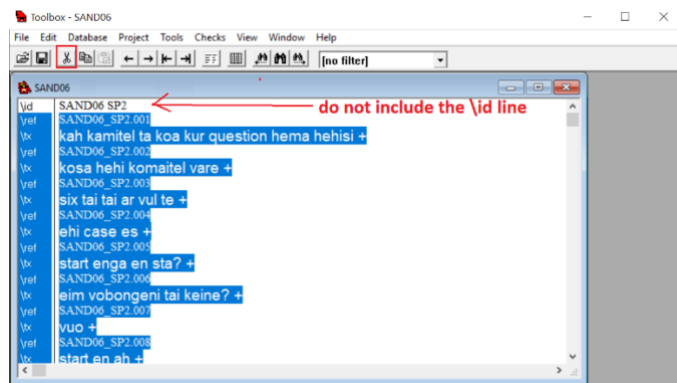 Toolbox - SAND06
File Edit Database Project Tools Checks View Window Help
[no filter]
SAND06
\id SAND06 SP2 do not include the \id line
\ref SAND06_SP2.001
\tx kah kamitel ta koa kur question hema hehisi +
\ref SAND06_SP2.002
\tx kosa hehi komaitel vare +
\ref SAND06_SP2.003
\tx six tai tai ar vul te +
\ref SAND06_SP2.004
\tx ehi case es +
\ref SAND06_SP2.005
\tx start enga en sta? +
\ref SAND06_SP2.006
\tx eim vobongeni tai keine? +
\ref SAND06_SP2.007
\tx vuo +
\ref SAND06_SP2.008
\tx start en ah +